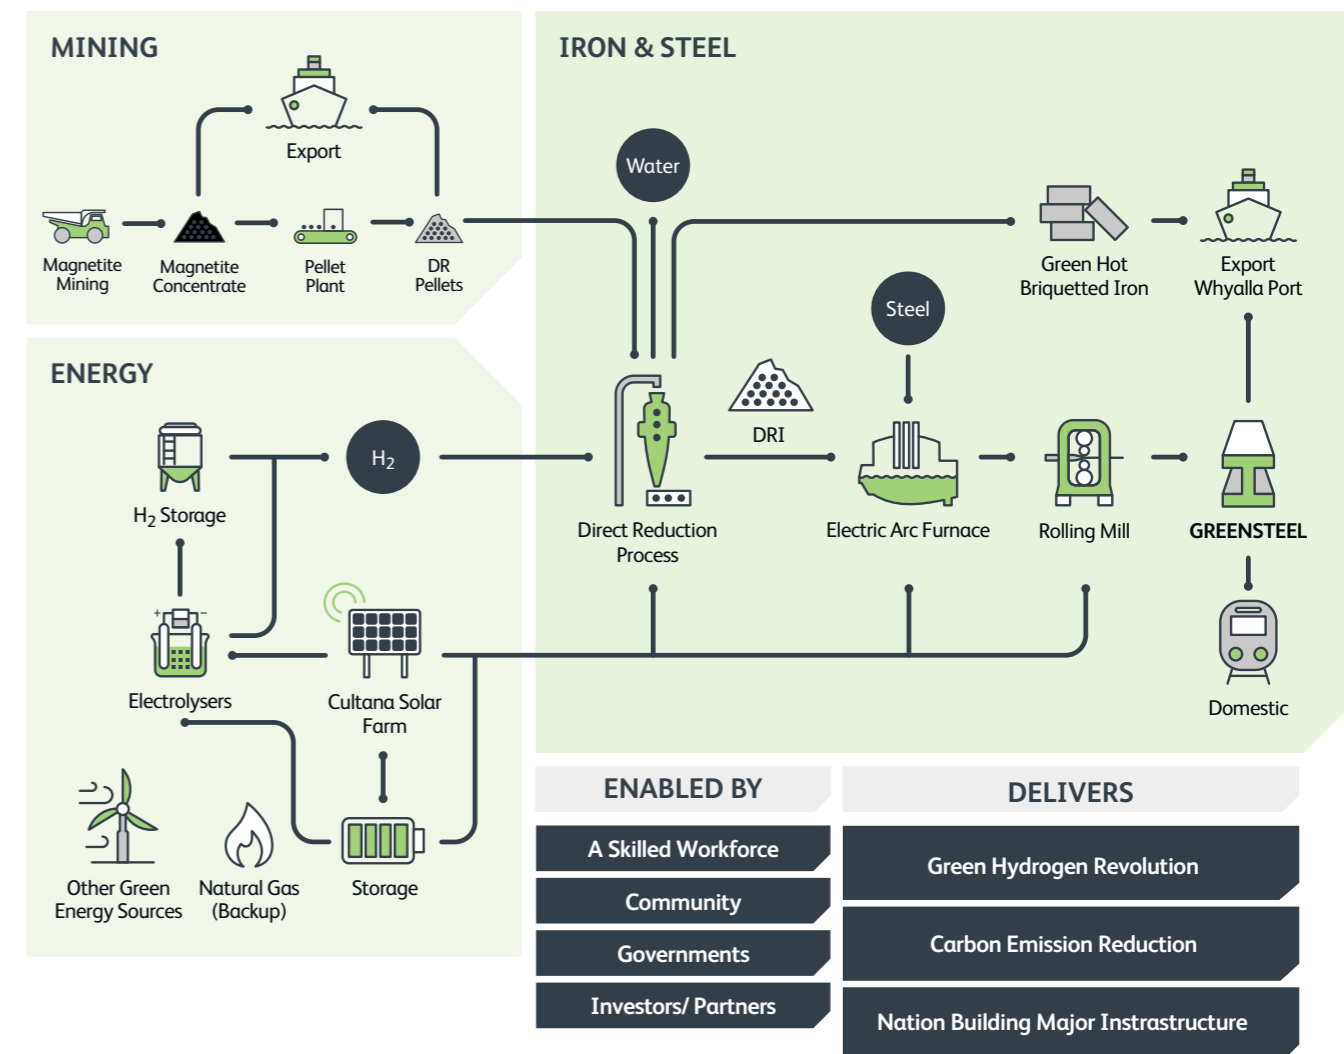 MINING
Export
Magnetite
Mining
Magnetite
Concentrate
Pellet
Plant
DR
Pellets
ENERGY
H₂ Storage
H₂
+ −
Electrolysers
Cultana Solar
Farm
Other Green
Energy Sources
Natural Gas
(Backup)
Storage
IRON & STEEL
Water
Green Hot
Briquetted Iron
Export
Whyalla Port
Steel
DRI
Direct Reduction
Process
Electric Arc Furnace
Rolling Mill
GREENSTEEL
Domestic
ENABLED BY
A Skilled Workforce
Community
Governments
Investors/ Partners
DELIVERS
Green Hydrogen Revolution
Carbon Emission Reduction
Nation Building Major Instrastructure